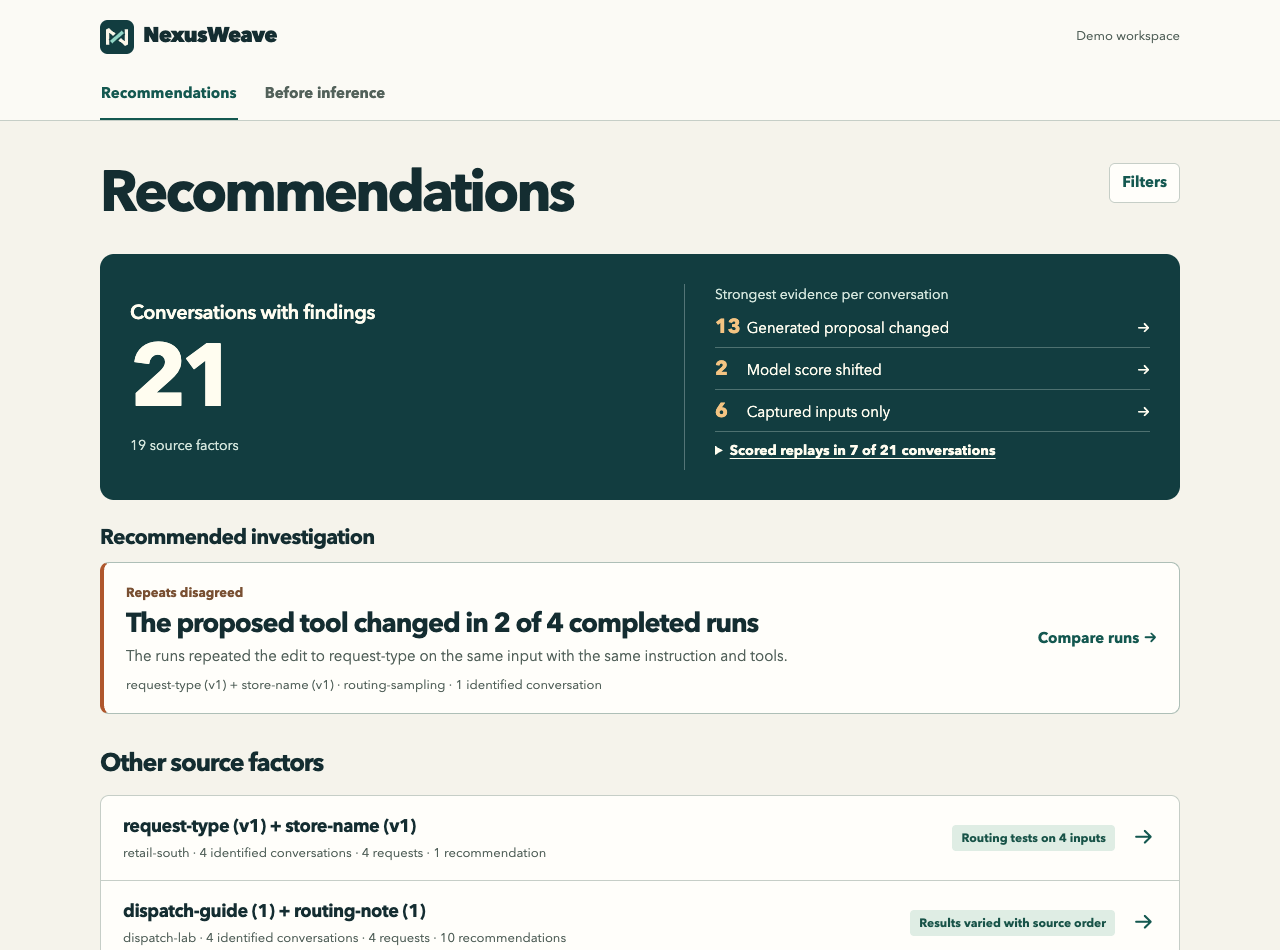 NexusWeave
Demo workspace
Recommendations
Before inference
Recommendations
Filters
Conversations with findings
21
19 source factors
Strongest evidence per conversation
13 Generated proposal changed →
2 Model score shifted →
6 Captured inputs only →
▶ Scored replays in 7 of 21 conversations
Recommended investigation
Repeats disagreed
The proposed tool changed in 2 of 4 completed runs
The runs repeated the edit to request-type on the same input with the same instruction and tools.
request-type (v1) + store-name (v1) · routing-sampling · 1 identified conversation
Compare runs →
Other source factors
request-type (v1) + store-name (v1)
retail-south · 4 identified conversations · 4 requests · 1 recommendation
Routing tests on 4 inputs →
dispatch-guide (1) + routing-note (1)
dispatch-lab · 4 identified conversations · 4 requests · 10 recommendations
Results varied with source order →